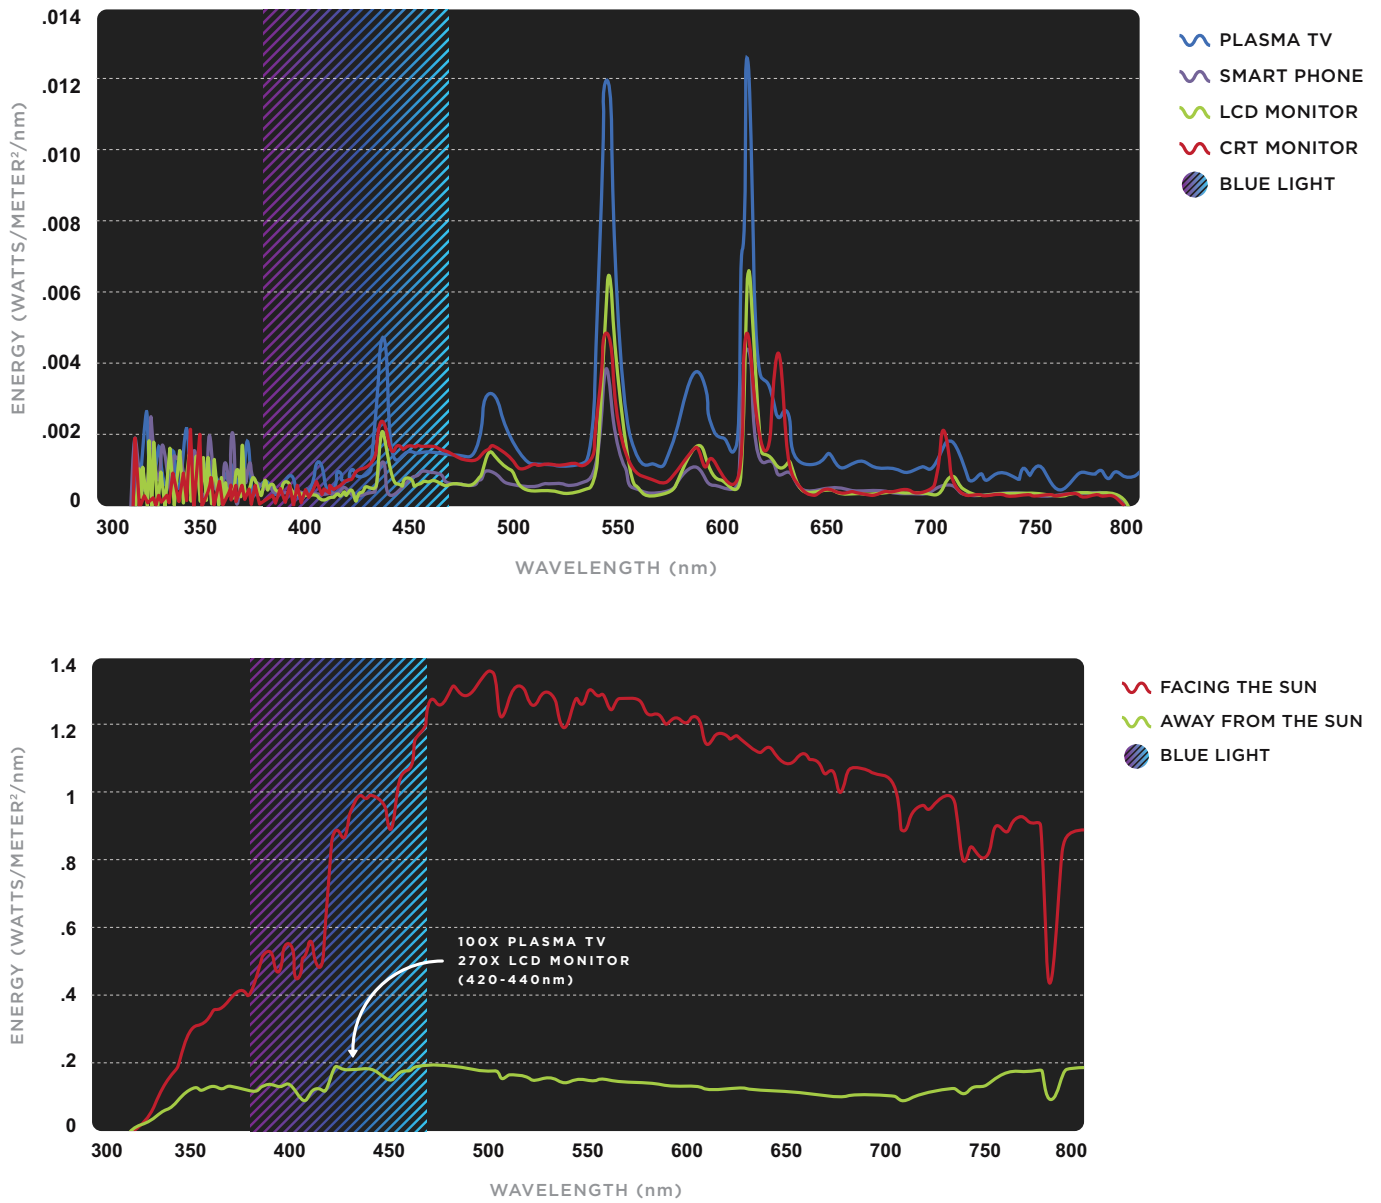 .014
.012
.010
.008
.006
.004
.002
0
ENERGY (WATTS/METER²/nm)
300 350 400 450 500 550 600 650 700 750 800
WAVELENGTH (nm)
PLASMA TV
SMART PHONE
LCD MONITOR
CRT MONITOR
BLUE LIGHT
1.4
1.2
1
.8
.6
.4
.2
0
ENERGY (WATTS/METER²/nm)
100X PLASMA TV
270X LCD MONITOR
(420-440nm)
300 350 400 450 500 550 600 650 700 750 800
WAVELENGTH (nm)
FACING THE SUN
AWAY FROM THE SUN
BLUE LIGHT